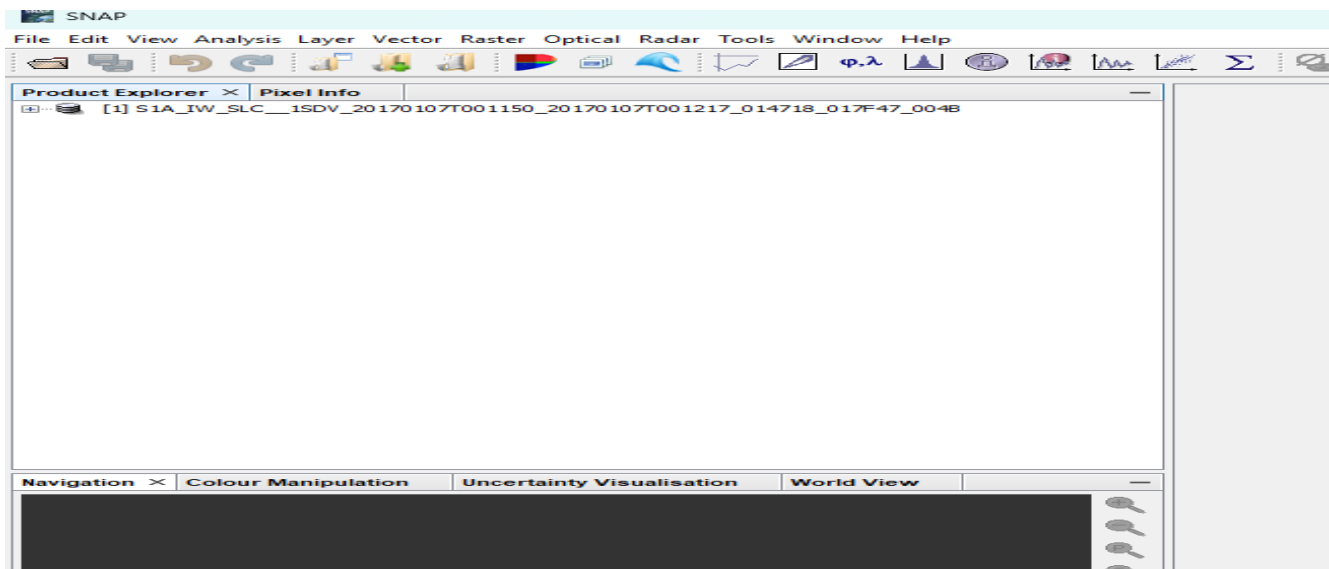 SNAP
File Edit View Analysis Layer Vector Raster Optical Radar Tools Window Help
φ,λ Σ
Product Explorer × Pixel Info
[1] S1A_IW_SLC__1SDV_20170107T001150_20170107T001217_014718_017F47_004B
Navigation × Colour Manipulation Uncertainty Visualisation World View